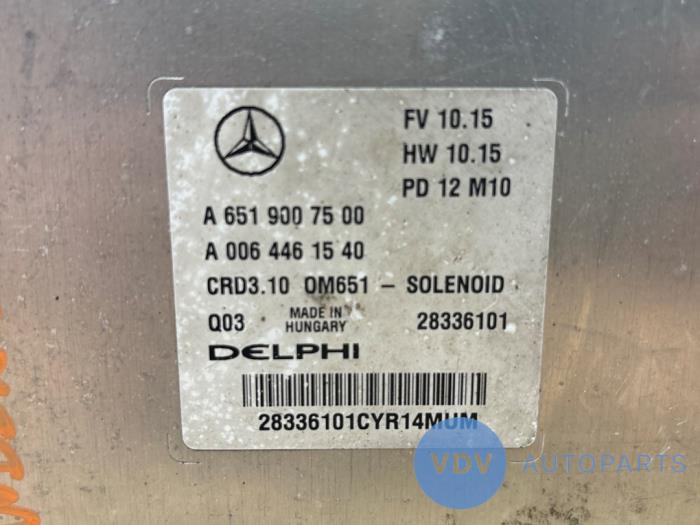 FV 10.15
HW 10.15
PD 12 M10
A 651 900 75 00
A 006 446 15 40
CRD3.10 OM651 - SOLENOID
Q03 MADE IN HUNGARY 28336101
DELPHI
28336101CYR14MUM
VDV AUTOPARTS